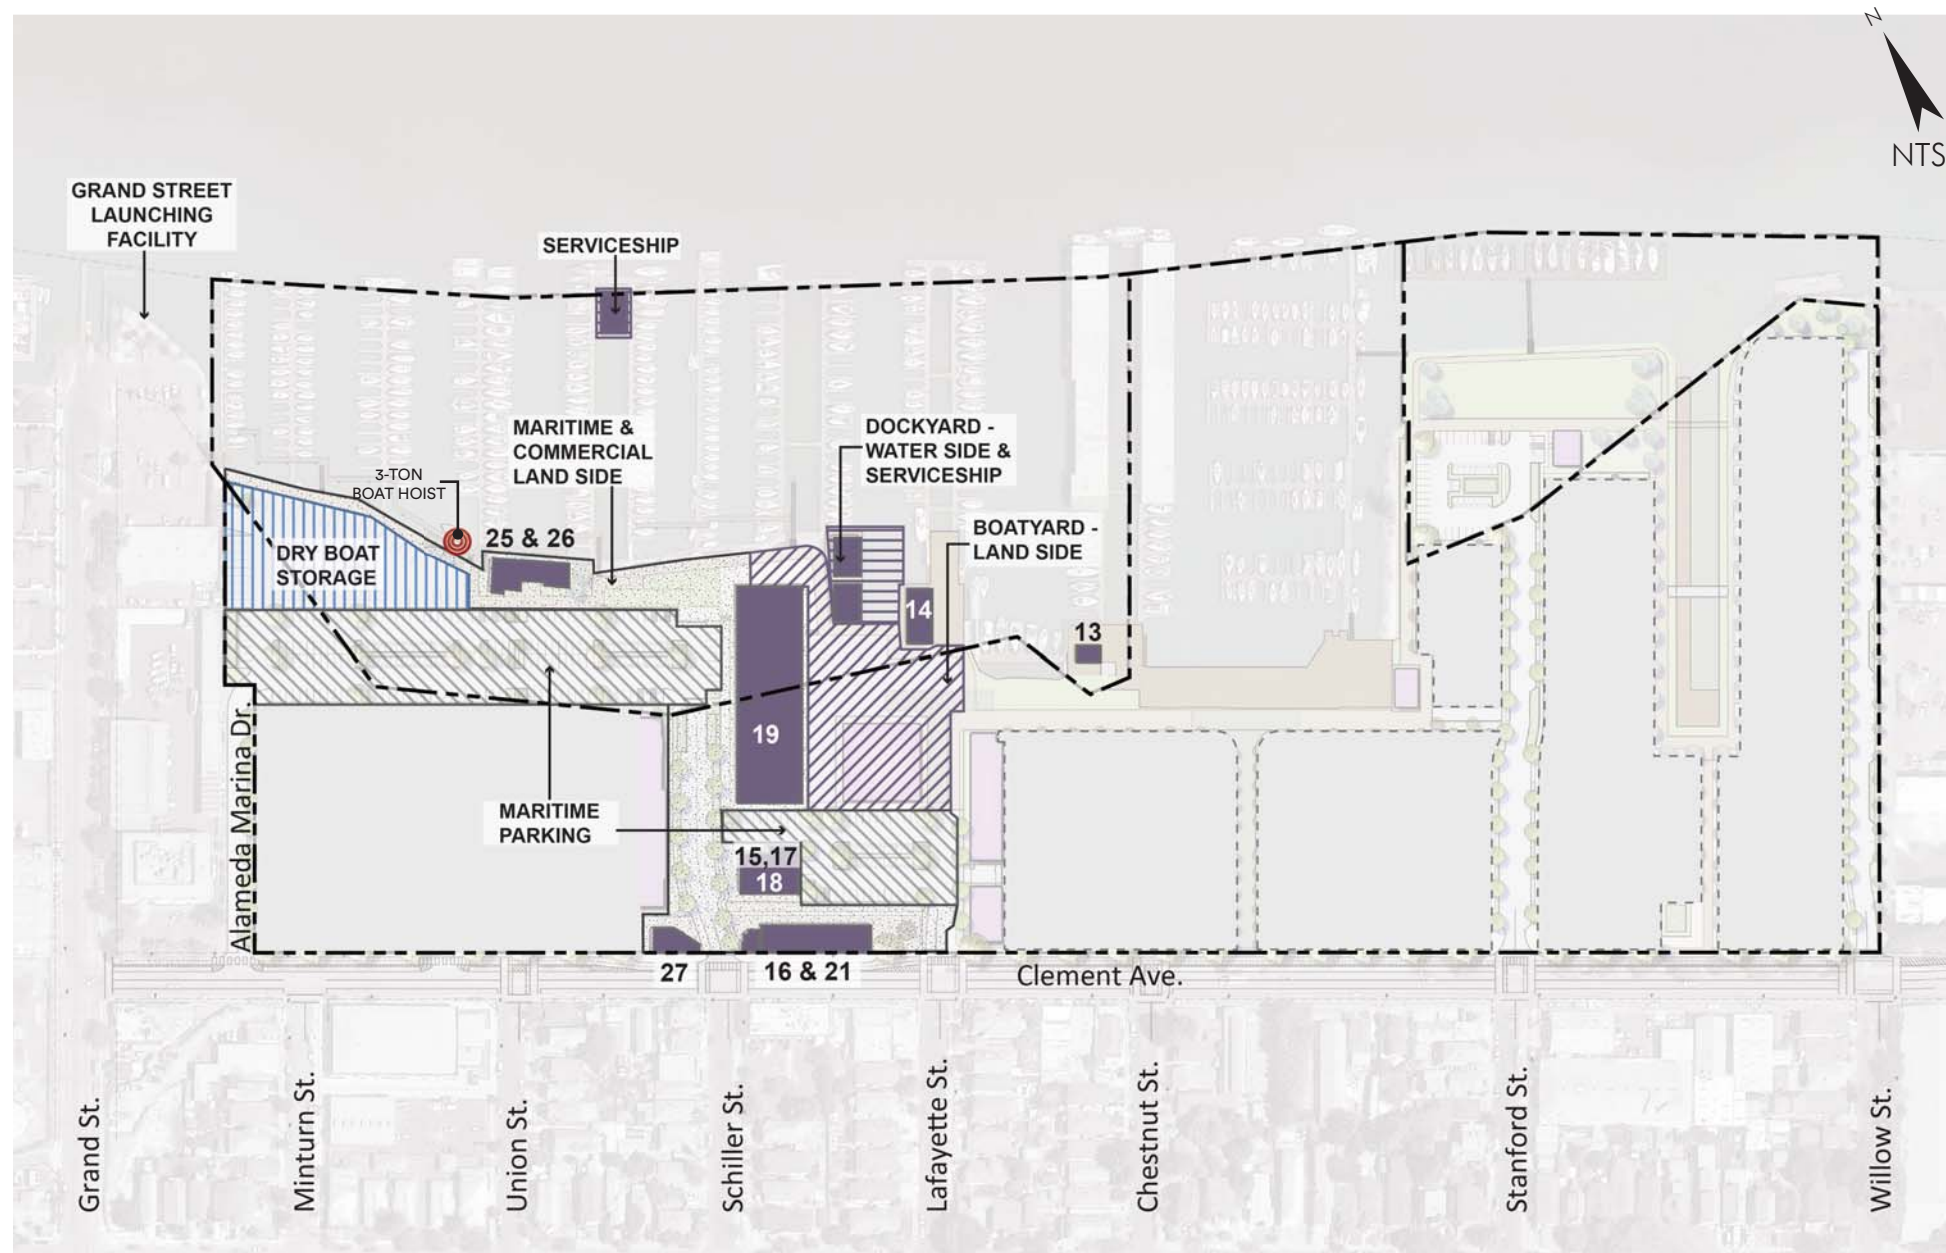 N
NTS
GRAND STREET
LAUNCHING
FACILITY
SERVICESHIP
MARITIME &
COMMERCIAL
LAND SIDE
DOCKYARD -
WATER SIDE &
SERVICESHIP
3-TON
BOAT HOIST
25 & 26
BOATYARD -
LAND SIDE
DRY BOAT
STORAGE
14
13
19
MARITIME
PARKING
15,17
18
Alameda Marina Dr.
27
16 & 21
Clement Ave.
Grand St.
Minturn St.
Union St.
Schiller St.
Lafayette St.
Chestnut St.
Stanford St.
Willow St.